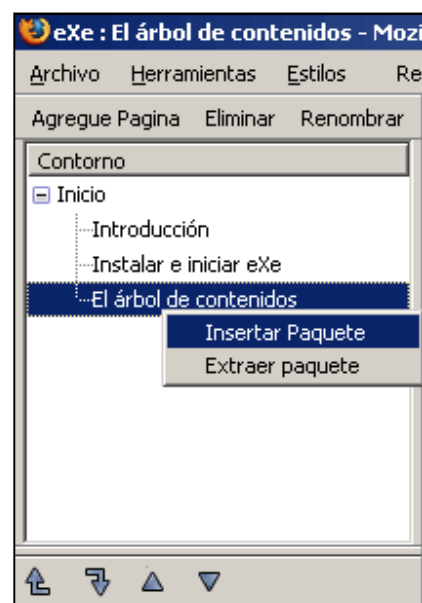 eXe : El árbol de contenidos - Mozi
Archivo Herramientas Estilos Re
Agregue Pagina Eliminar Renombrar
Contorno
Inicio
Introducción
Instalar e iniciar eXe
El árbol de contenidos
Insertar Paquete
Extraer paquete